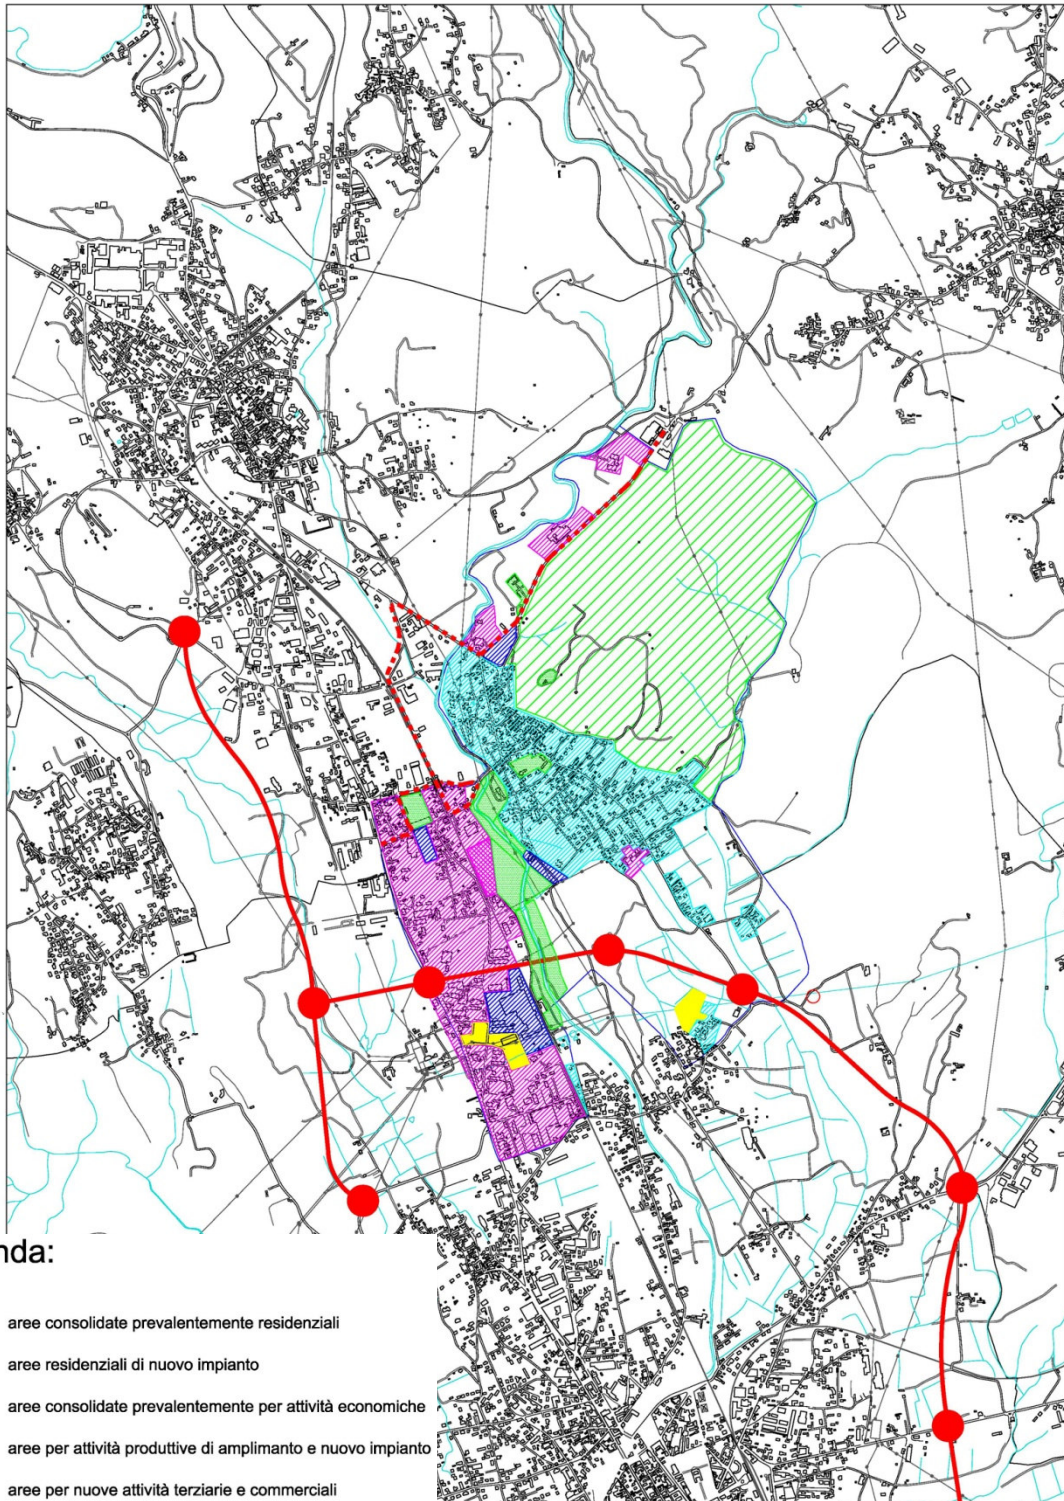 nda:
aree consolidate prevalentemente residenziali
aree residenziali di nuovo impianto
aree consolidate prevalentemente per attività economiche
aree per attività produttive di amplimanto e nuovo impianto
aree per nuove attività terziarie e commerciali